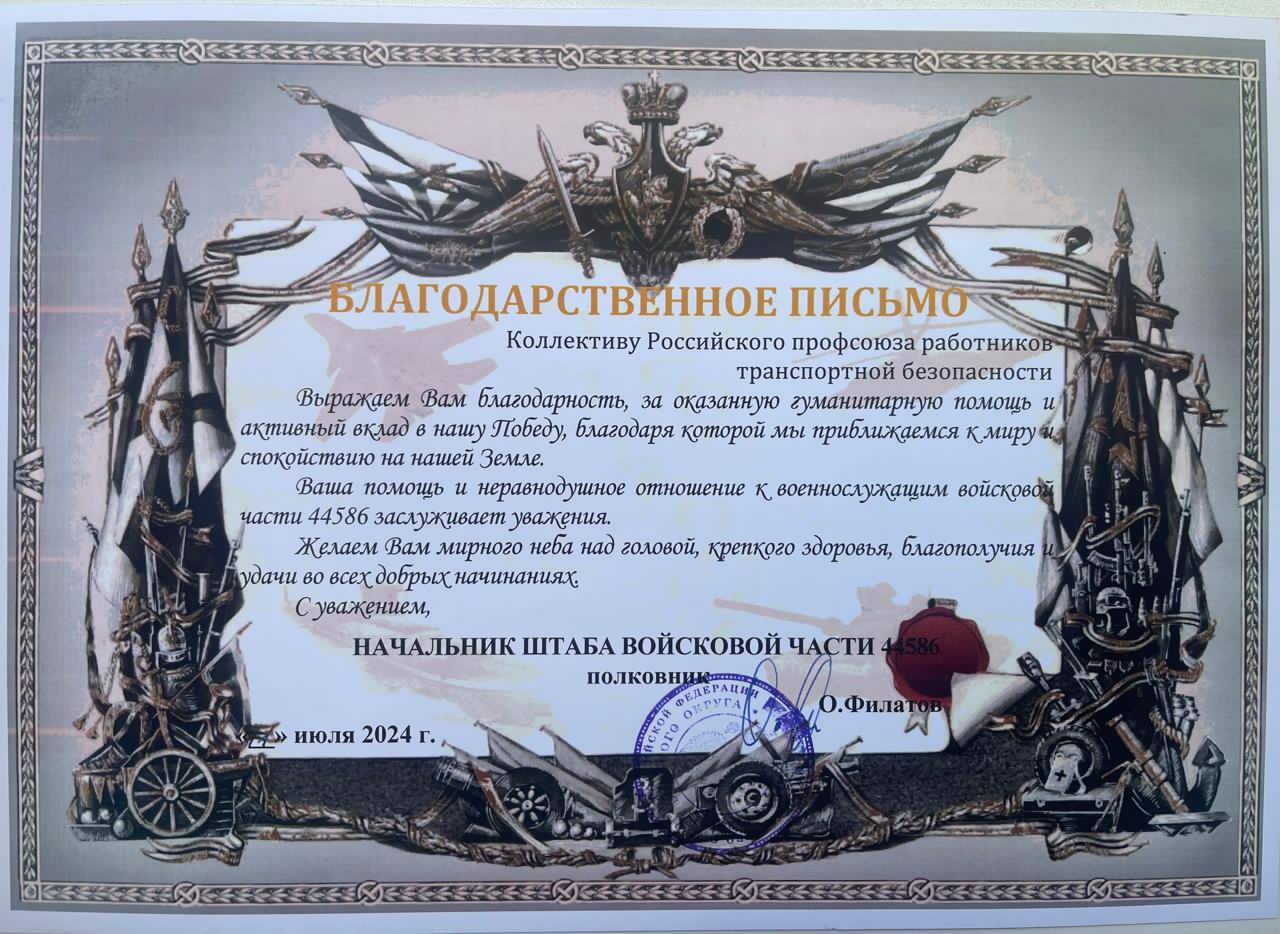 БЛАГОДАРСТВЕННОЕ ПИСЬМО
Коллективу Российского профсоюза работников
транспортной безопасности
Выражаем Вам благодарность, за оказанную гуманитарную помощь и
активный вклад в нашу Победу, благодаря которой мы приближаемся к миру и
спокойствию на нашей Земле.
Ваша помощь и неравнодушное отношение к военнослужащим войсковой
части 44586 заслуживает уважения.
Желаем Вам мирного неба над головой, крепкого здоровья, благополучия и
удачи во всех добрых начинаниях.
С уважением,
НАЧАЛЬНИК ШТАБА ВОЙСКОВОЙ ЧАСТИ 44586
полковник
О.Филатов
июля 2024 г.
ФЕДЕРАЦИИ
ОКРУГА